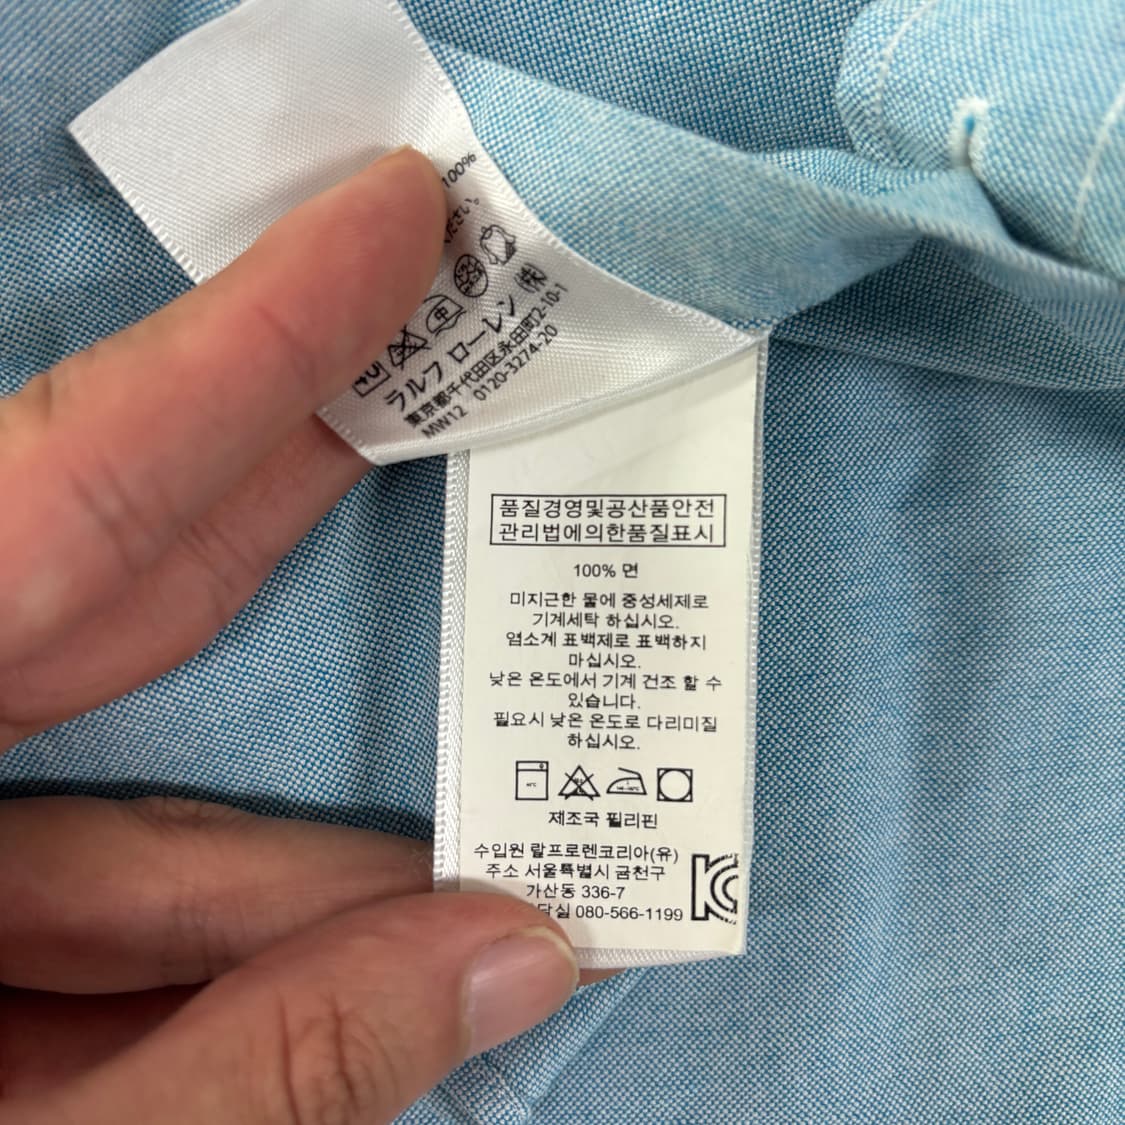 100%
ださい。
40
中
ラルフ ローレン (株)
東京都千代田区永田町2-10-1
MW12 0120-3274-20
품질경영및공산품안전
관리법에의한품질표시
100% 면
미지근한 물에 중성세제로
기계세탁 하십시오.
염소계 표백제로 표백하지
마십시오.
낮은 온도에서 기계 건조 할 수
있습니다.
필요시 낮은 온도로 다리미질
하십시오.
제조국 필리핀
수입원 랄프로렌코리아(유)
주소 서울특별시 금천구
가산동 336-7
담실 080-566-1199